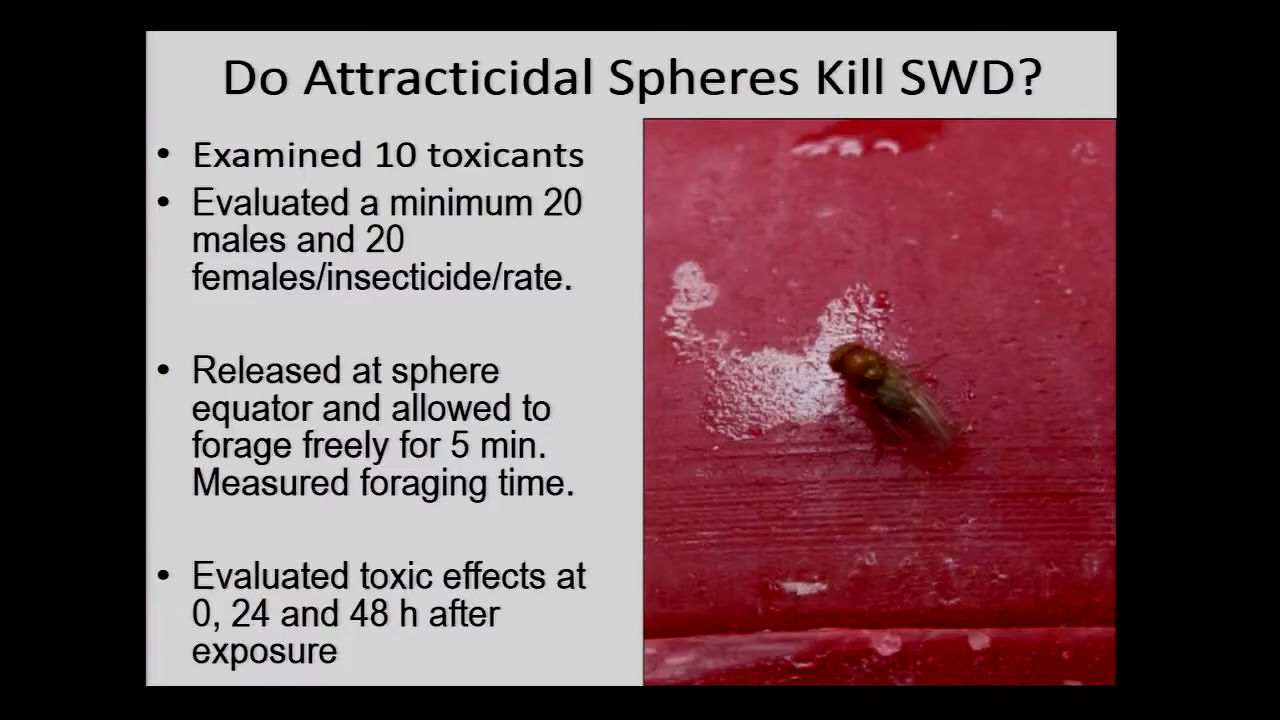 Do Attracticidal Spheres Kill SWD?
• Examined 10 toxicants
• Evaluated a minimum 20
males and 20
females/insecticide/rate.
• Released at sphere
equator and allowed to
forage freely for 5 min.
Measured foraging time.
• Evaluated toxic effects at
0, 24 and 48 h after
exposure